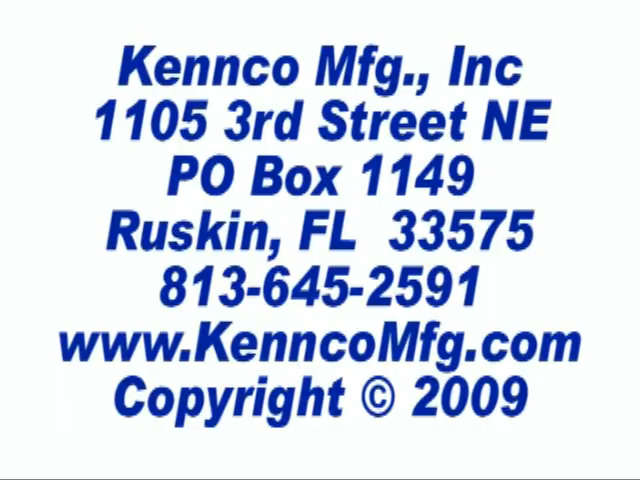 Kennco Mfg., Inc
1105 3rd Street NE
PO Box 1149
Ruskin, FL  33575
813-645-2591
www.KenncoMfg.com
Copyright © 2009